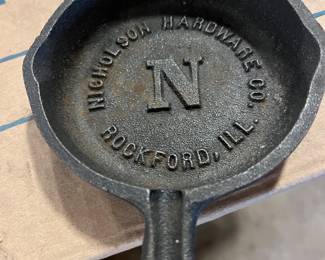 NICHOLSON HARDWARE CO.
N
ROCKFORD, ILL.